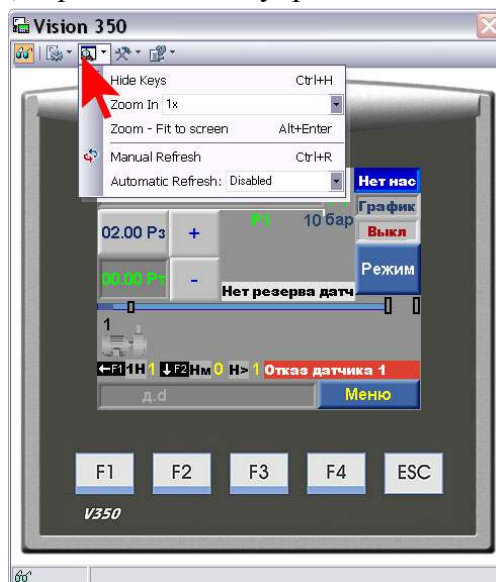 Vision 350
Hide Keys Ctrl+H
Zoom In 1x
Zoom - Fit to screen Alt+Enter
Manual Refresh Ctrl+R
Automatic Refresh: Disabled
Нет нас
График
02.00 Рз + Р1 10 бар Выкл
00.00 Рт - Режим
Нет резерва датч
1
←F1 1Н 1 ↓F2 Нм 0 Н> 1 Отказ датчика 1
д.d Меню
F1 F2 F3 F4 ESC
V350